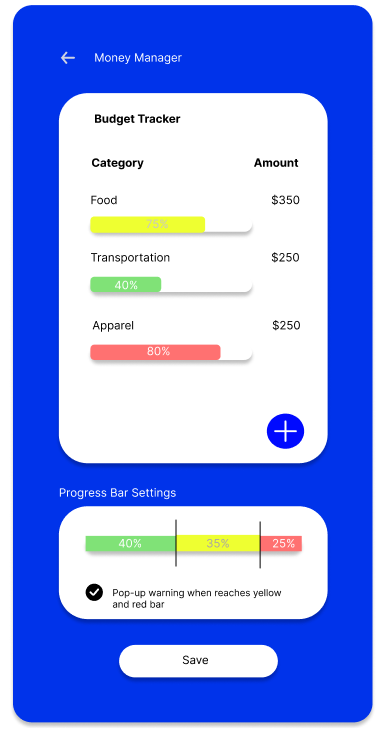 Money Manager
Budget Tracker
Category Amount
Food $350
75%
Transportation $250
40%
Apparel $250
80%
Progress Bar Settings
40% 35% 25%
Pop-up warning when reaches yellow
and red bar
Save